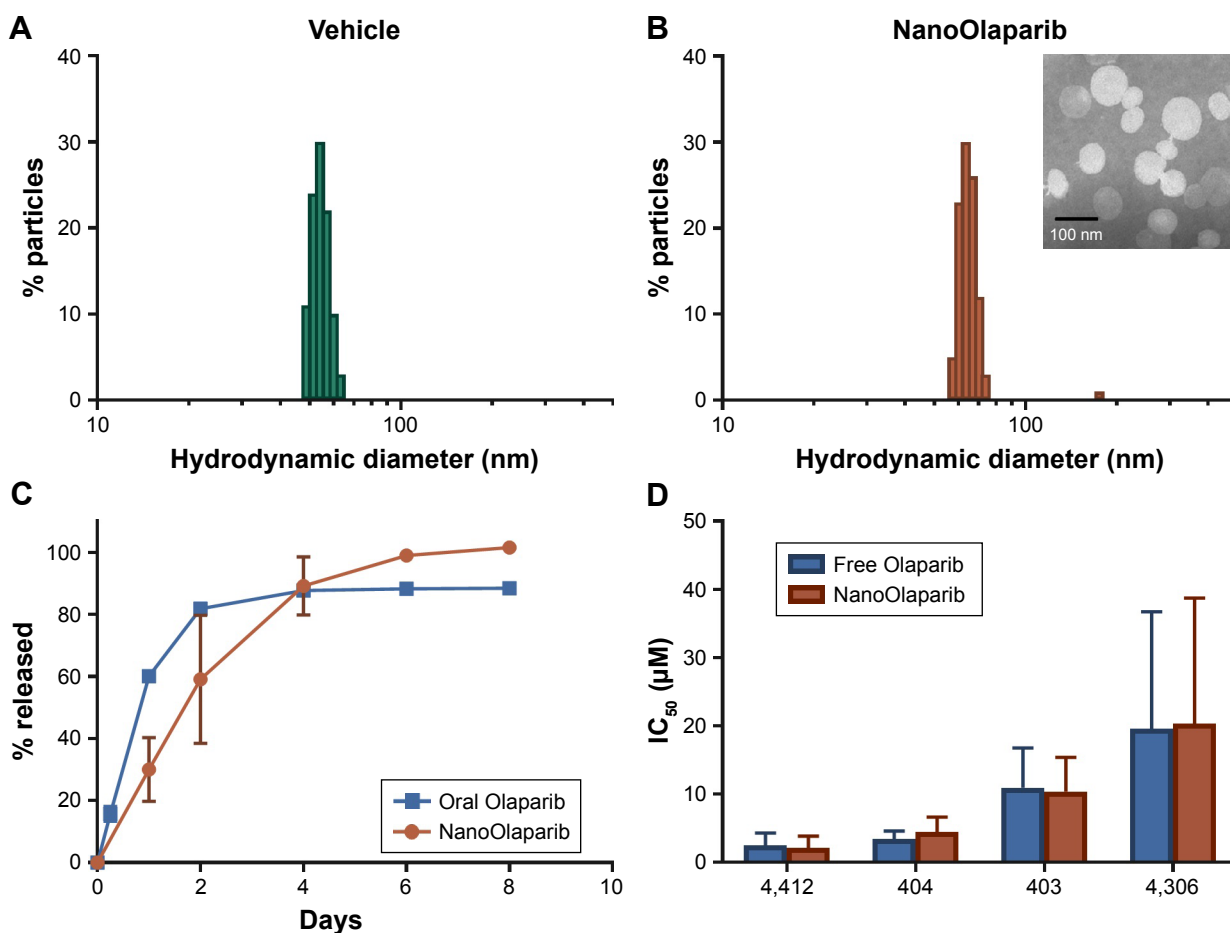 A
Vehicle
40
30
20
10
0
% particles
10
100
Hydrodynamic diameter (nm)
B
NanoOlaparib
40
30
20
10
0
% particles
100 nm
10
100
Hydrodynamic diameter (nm)
C
100
80
60
40
20
0
% released
Oral Olaparib
NanoOlaparib
0
2
4
6
8
10
Days
D
50
40
30
20
10
0
IC50 (µM)
Free Olaparib
NanoOlaparib
4,412
404
403
4,306